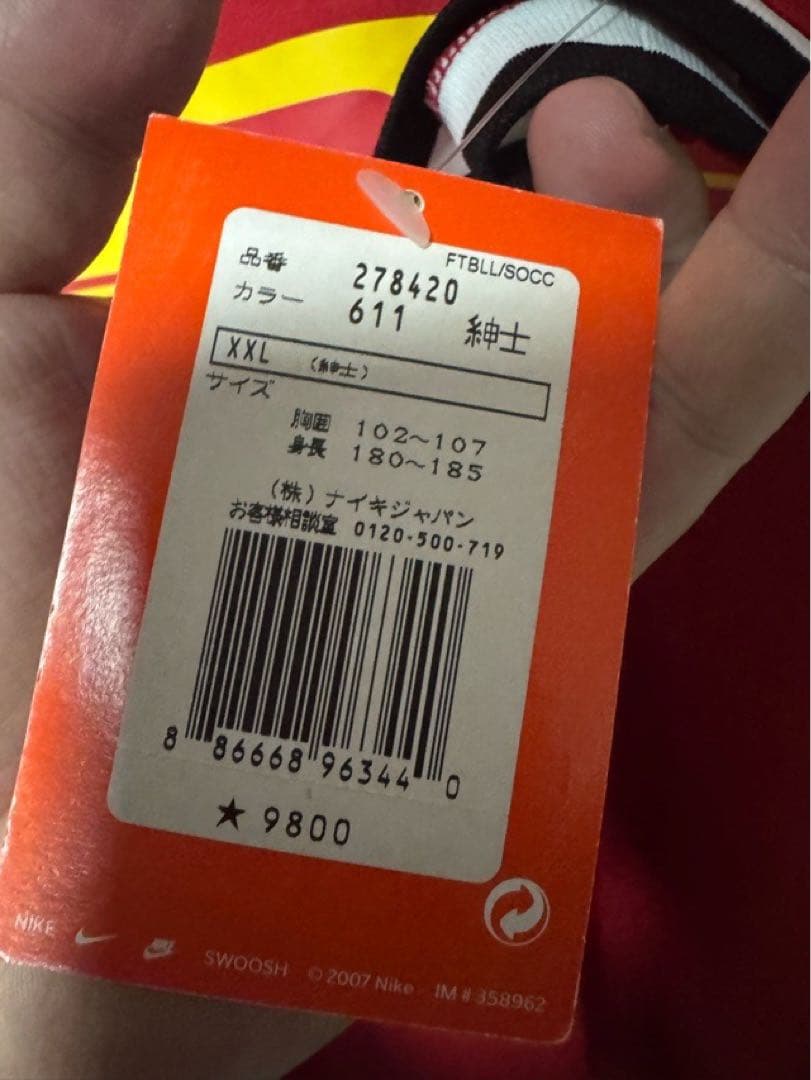 FTBLL/SOCC
品番 278420
カラー 611 紳士
XXL (紳士)
サイズ
胸囲 102～107
身長 180～185
(株)ナイキジャパン
お客様相談室 0120-500-719
8 86668 96344 0
★9800
NIKE NIKE SWOOSH ©2007 Nike IM #358962